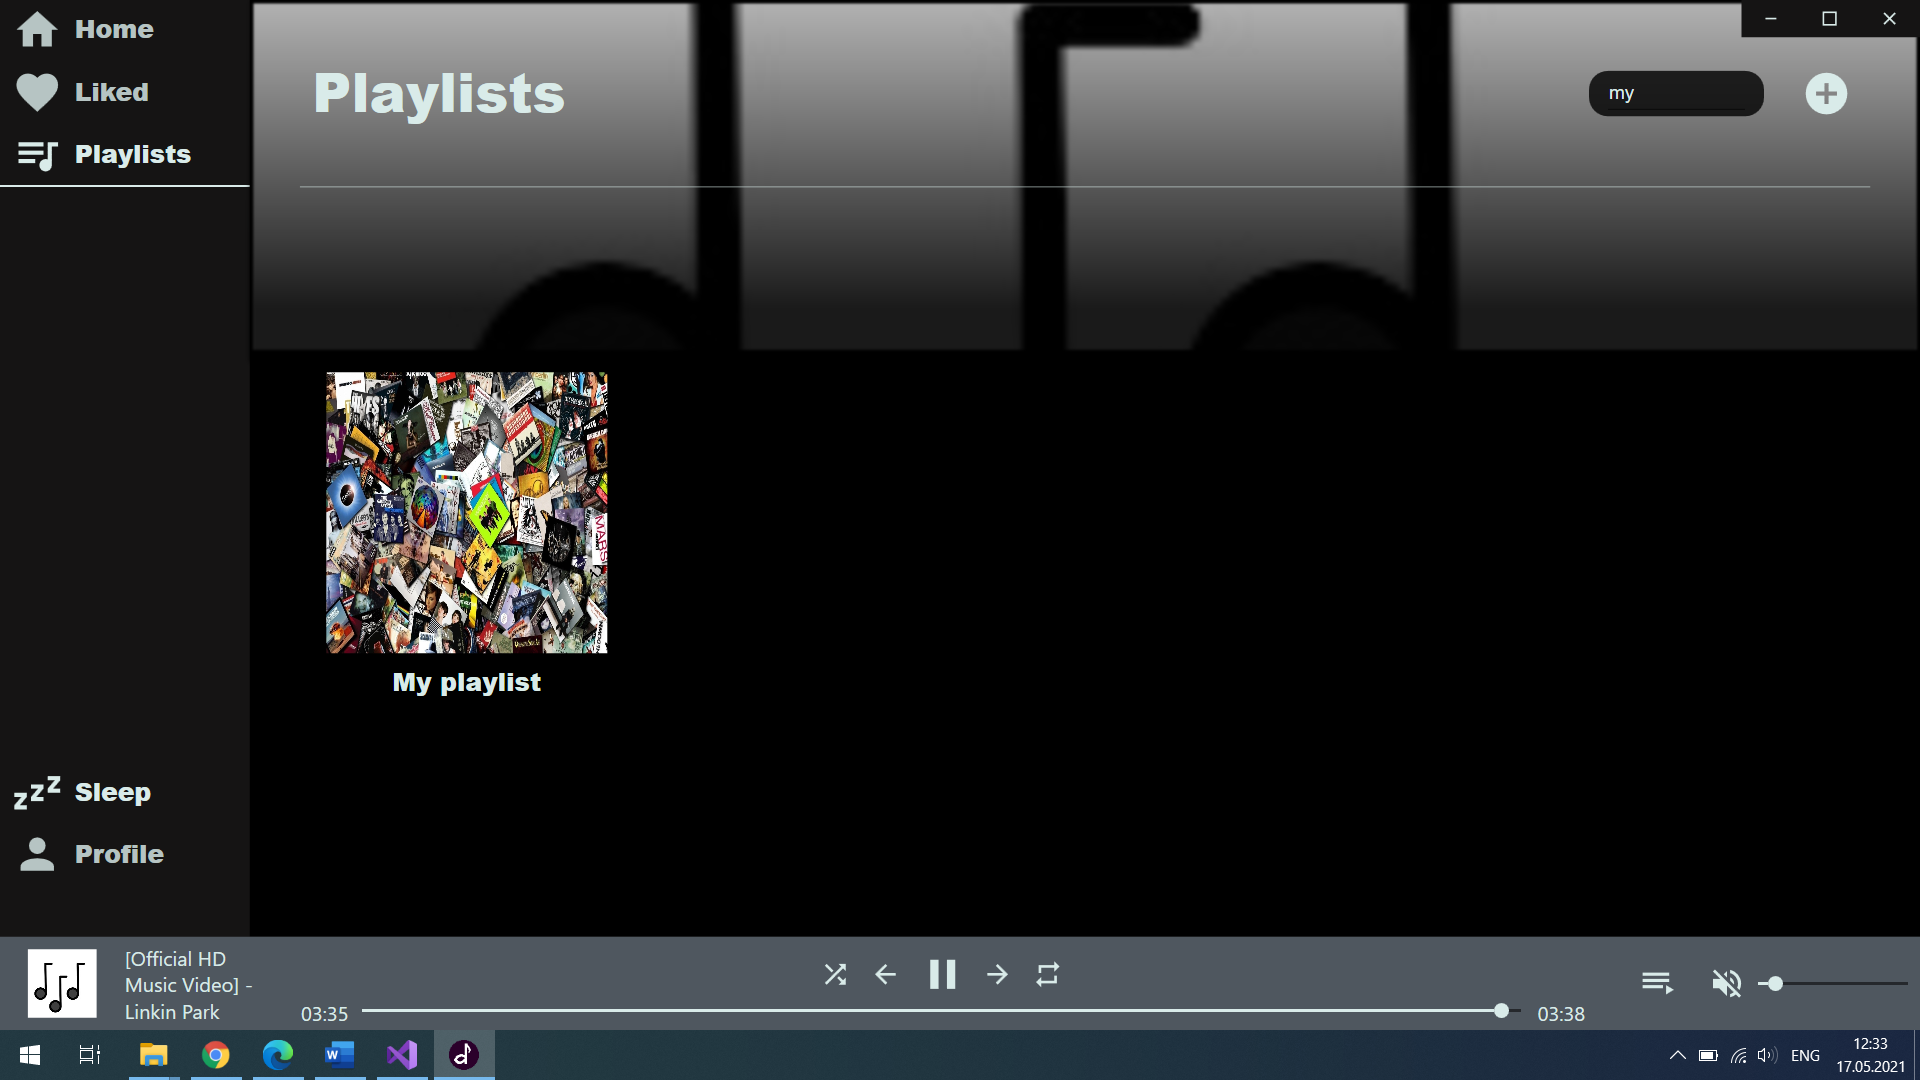 Home
Liked
Playlists
Playlists
my
My playlist
Sleep
Profile
[Official HD
Music Video] -
Linkin Park
03:35
03:38
ENG
12:33
17.05.2021